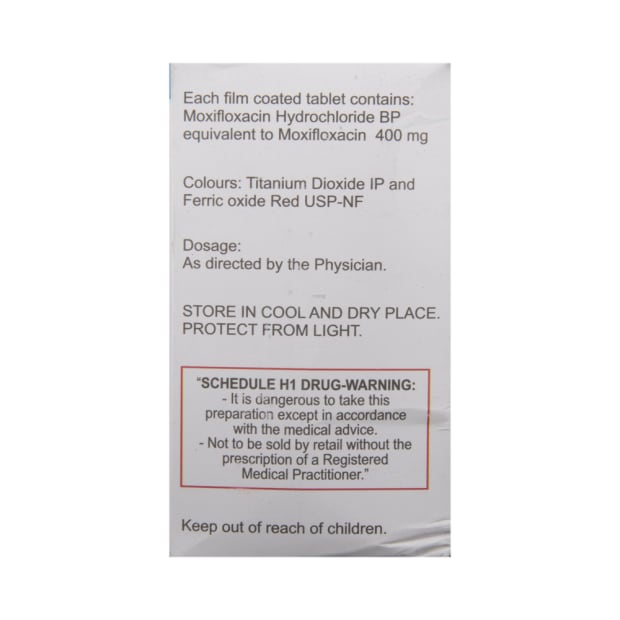 Each film coated tablet contains:
Moxifloxacin Hydrochloride BP
equivalent to Moxifloxacin 400 mg
Colours: Titanium Dioxide IP and
Ferric oxide Red USP-NF
Dosage:
As directed by the Physician.
STORE IN COOL AND DRY PLACE.
PROTECT FROM LIGHT.
"SCHEDULE H1 DRUG-WARNING:
- It is dangerous to take this
preparation except in accordance
with the medical advice.
- Not to be sold by retail without the
prescription of a Registered
Medical Practitioner."
Keep out of reach of children.